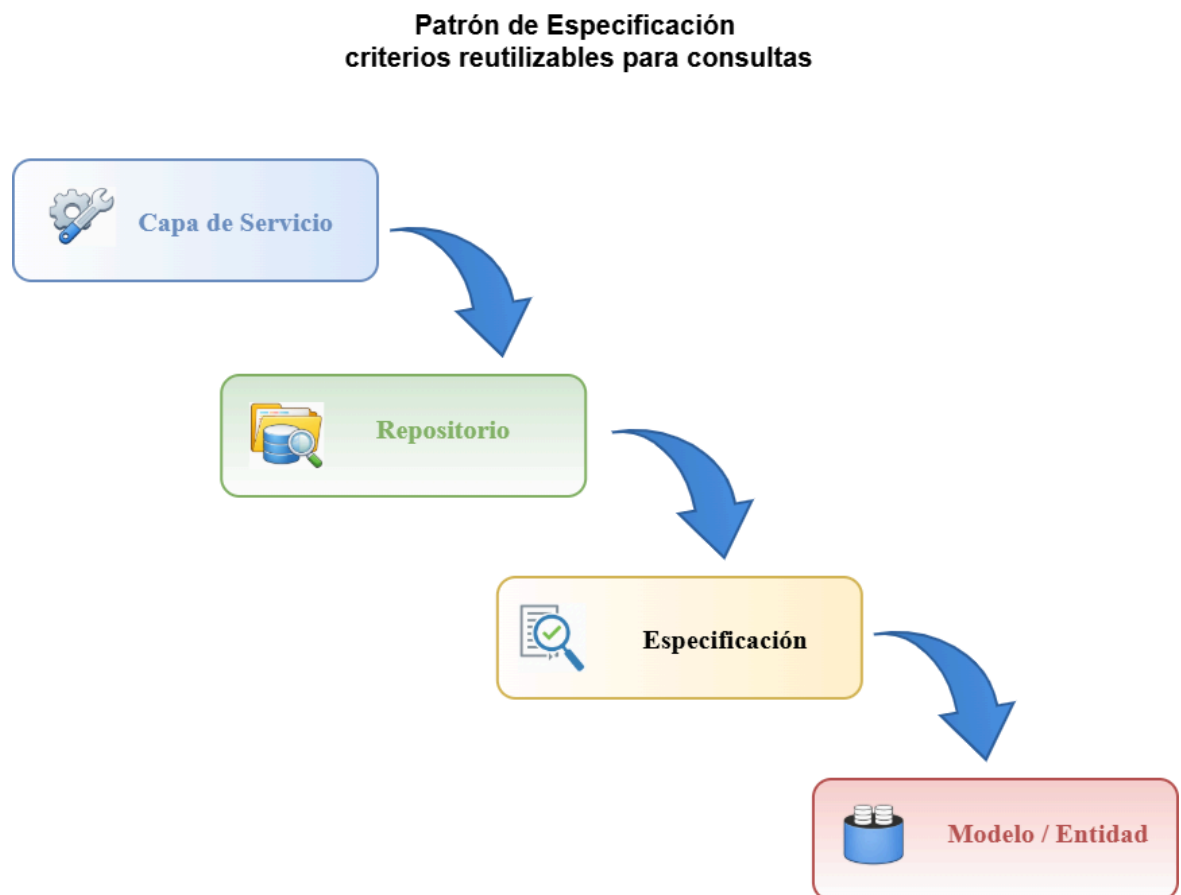 Patrón de Especificación
criterios reutilizables para consultas
Capa de Servicio
Repositorio
Especificación
Modelo / Entidad